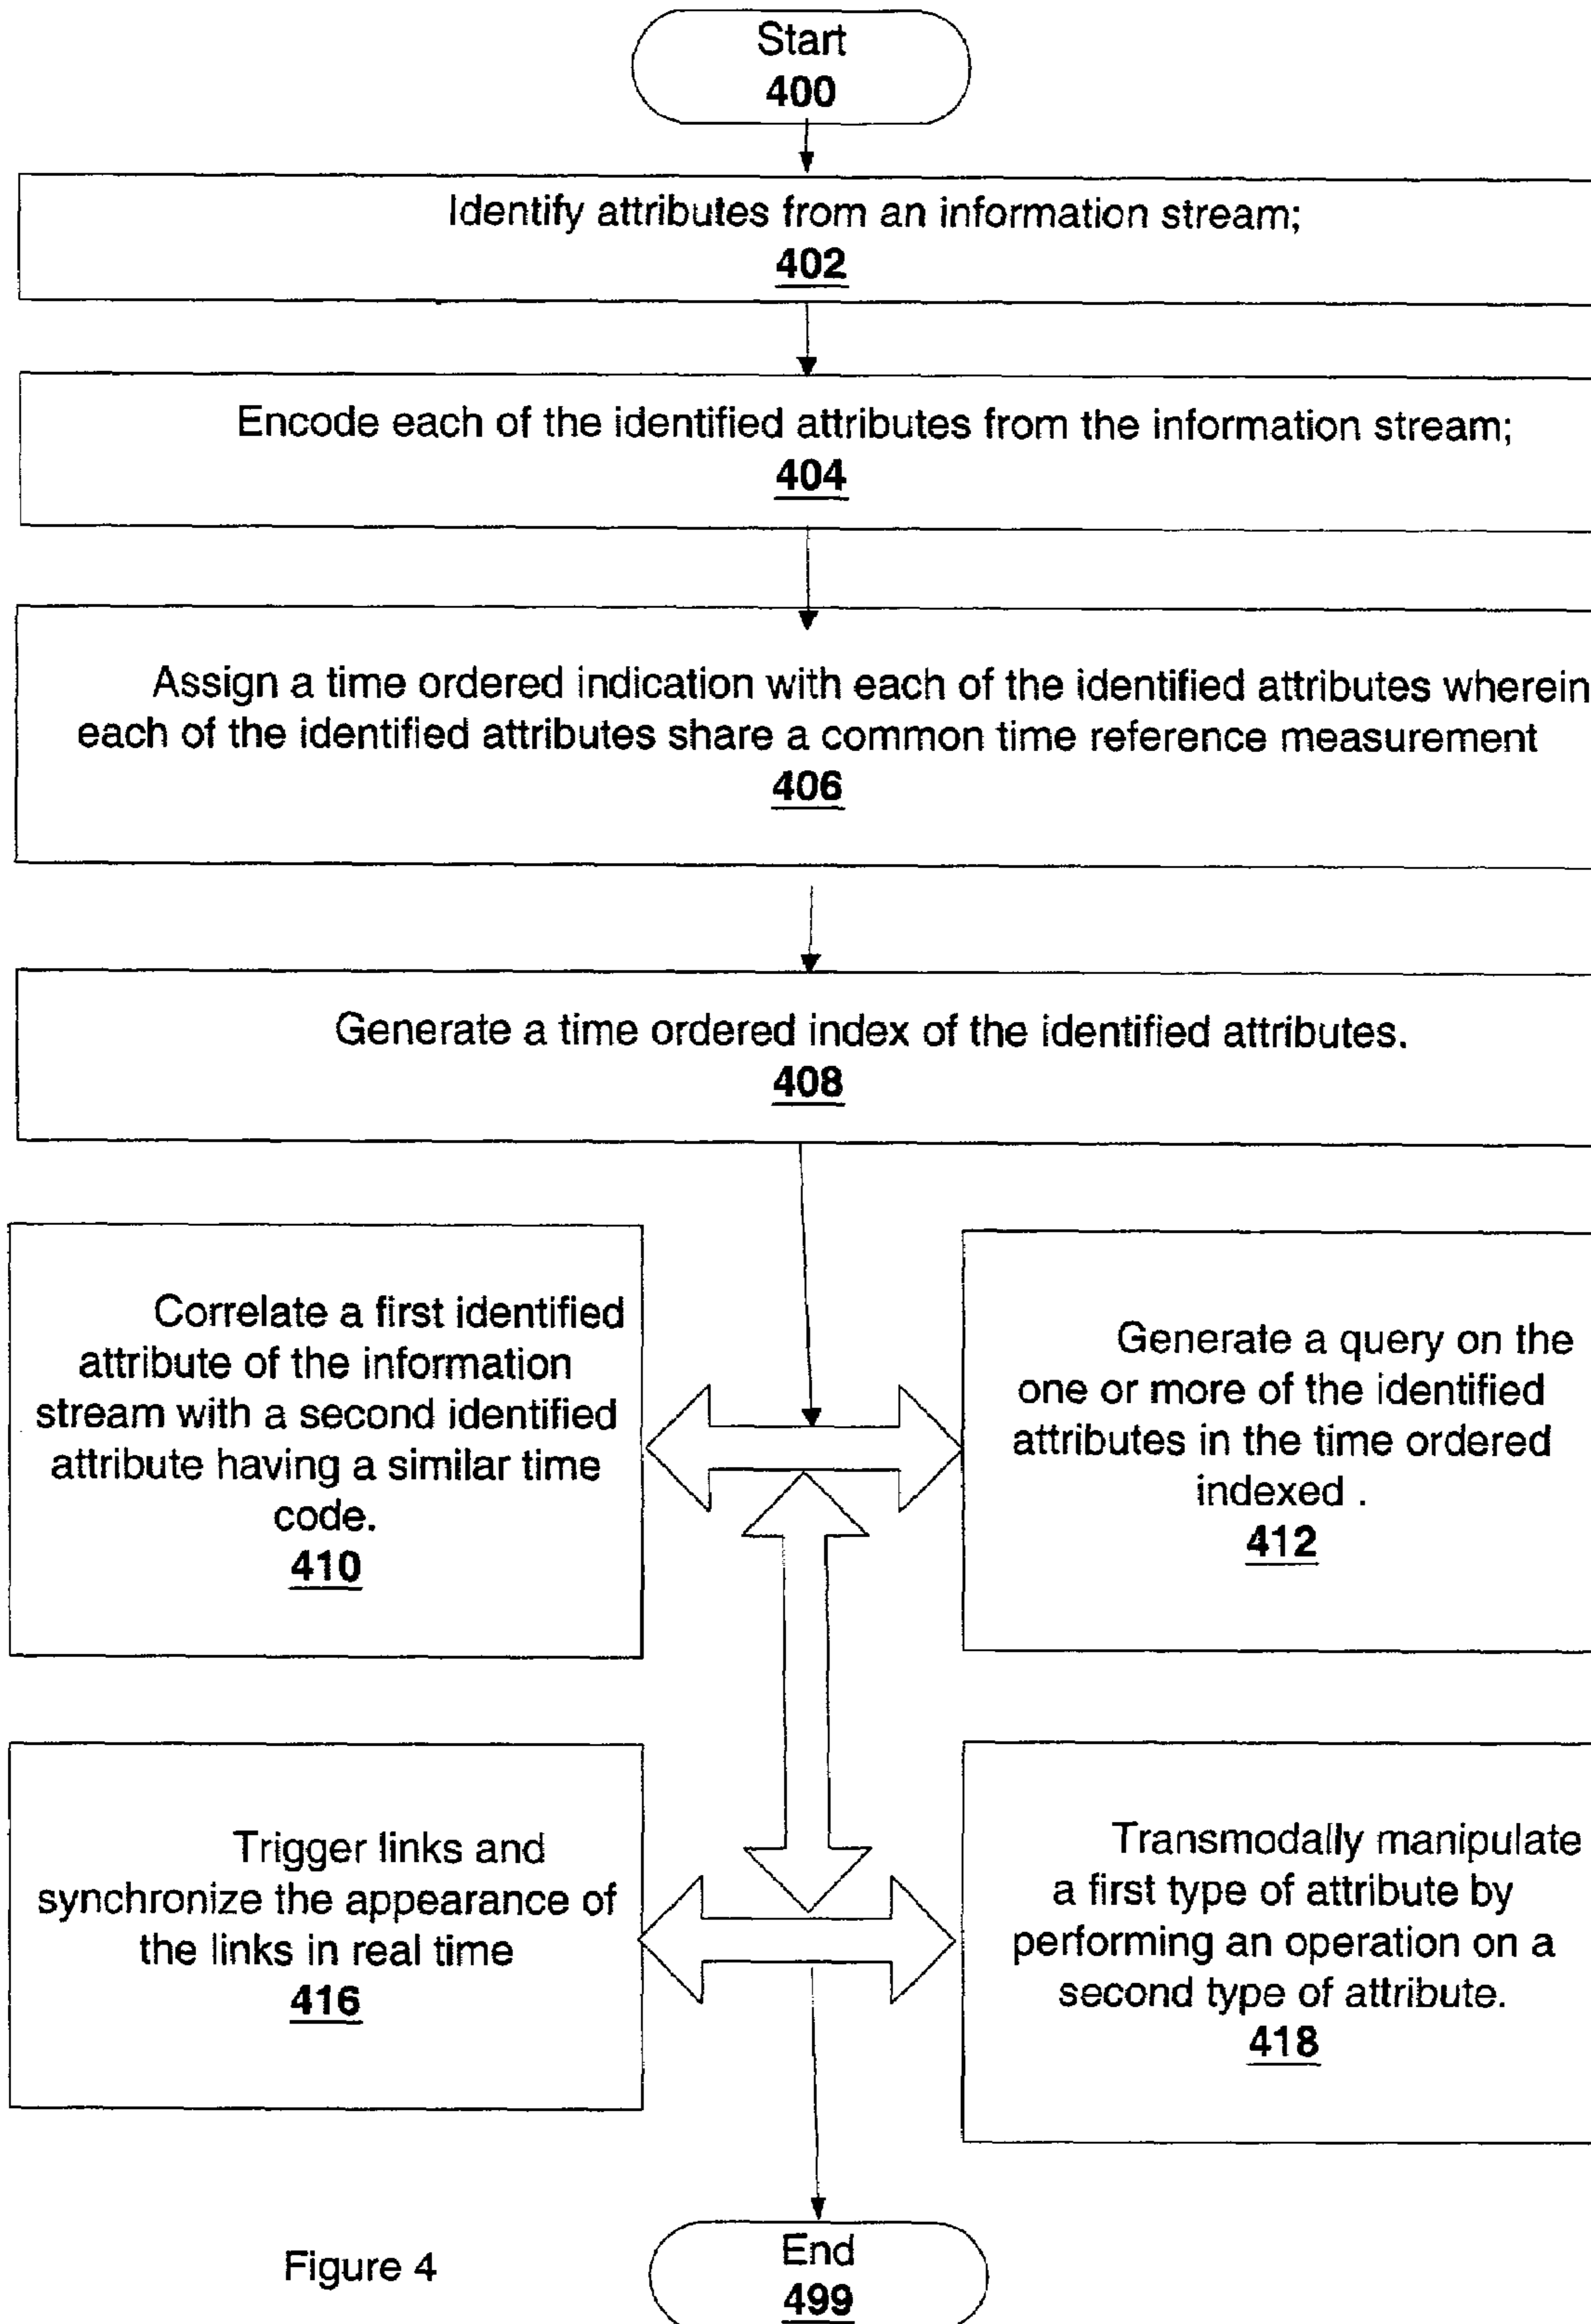 Start
400
Identify attributes from an information stream;
402
Encode each of the identified attributes from the information stream;
404
Assign a time ordered indication with each of the identified attributes wherein
each of the identified attributes share a common time reference measurement
406
Generate a time ordered index of the identified attributes.
408
Correlate a first identified
attribute of the information
stream with a second identified
attribute having a similar time
code.
410
Generate a query on the
one or more of the identified
attributes in the time ordered
indexed .
412
Trigger links and
synchronize the appearance of
the links in real time
416
Transmodally manipulate
a first type of attribute by
performing an operation on a
second type of attribute.
418
Figure 4
End
499